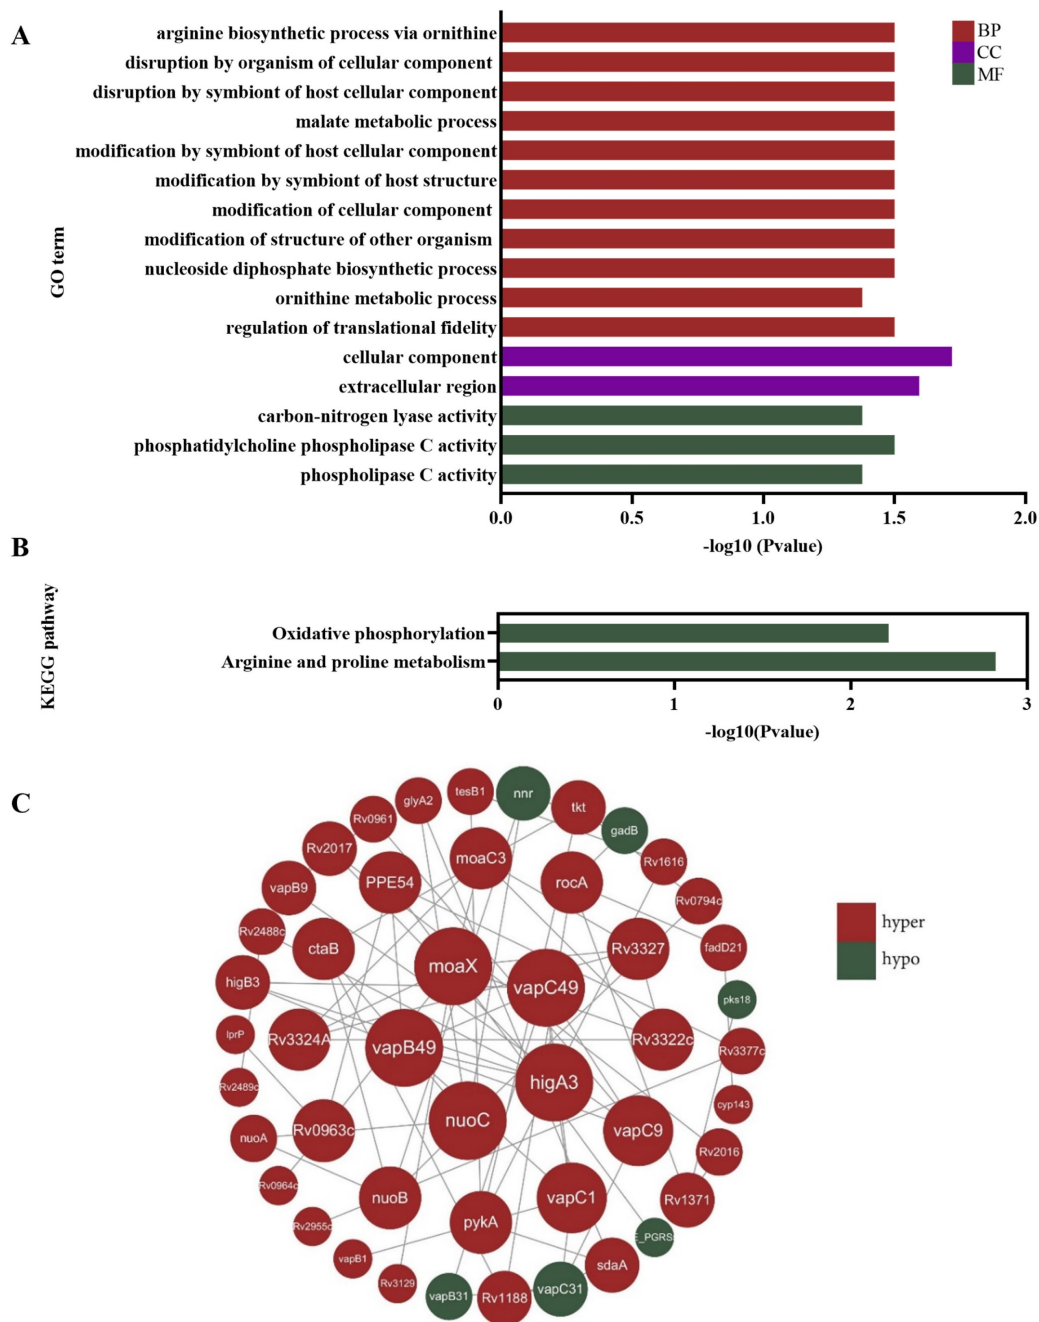 A
BP
CC
MF
GO term
arginine biosynthetic process via ornithine
disruption by organism of cellular component
disruption by symbiont of host cellular component
malate metabolic process
modification by symbiont of host cellular component
modification by symbiont of host structure
modification of cellular component
modification of structure of other organism
nucleoside diphosphate biosynthetic process
ornithine metabolic process
regulation of translational fidelity
cellular component
extracellular region
carbon-nitrogen lyase activity
phosphatidylcholine phospholipase C activity
phospholipase C activity
0.0 0.5 1.0 1.5 2.0
-log10 (Pvalue)
B
KEGG pathway
Oxidative phosphorylation
Arginine and proline metabolism
0 1 2 3
-log10(Pvalue)
C
tesB1
nnr
glyA2
tkt
Rv0961
gadB
Rv2017
moaC3
Rv1616
PPE54
rocA
vapB9
Rv0794c
Rv2488c
ctaB
Rv3327
fadD21
moaX
vapC49
higB3
pks18
lprP
Rv3324A
vapB49
Rv3322c
Rv3377c
Rv2489c
higA3
cyp143
nuoC
Rv0963c
vapC9
nuoA
Rv2016
Rv0964c
nuoB
vapC1
Rv1371
Rv2955c
pykA
E_PGRS
vapB1
sdaA
Rv3129
vapB31
Rv1188
vapC31
hyper
hypo